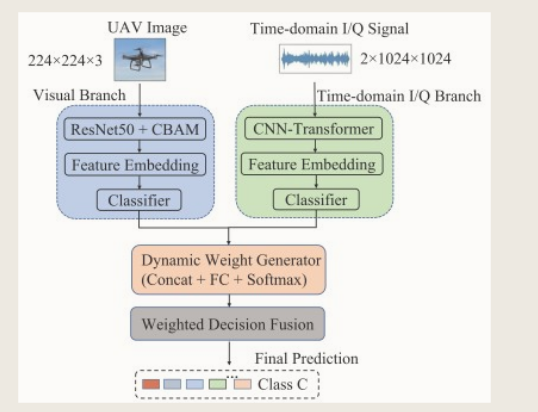 UAV Image
Time-domain I/Q Signal
224×224×3
2×1024×1024
Visual Branch
Time-domain I/Q Branch
ResNet50 + CBAM
CNN-Transformer
Feature Embedding
Feature Embedding
Classifier
Classifier
Dynamic Weight Generator
(Concat + FC + Softmax)
Weighted Decision Fusion
Final Prediction
... Class C